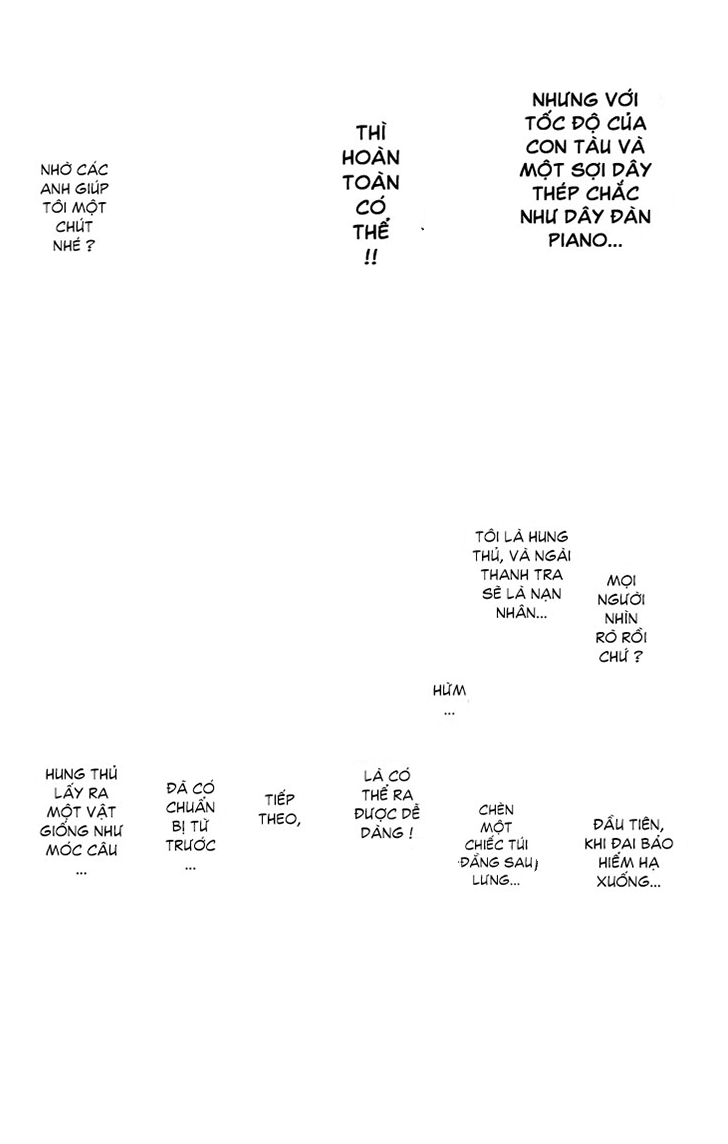 NHƯNG VỚI
TỐC ĐỘ CỦA
CON TÀU VÀ
MỘT SỢI DÂY
THÉP CHẮC
NHƯ DÂY ĐÀN
PIANO...
THÌ
HOÀN
TOÀN
CÓ
THỂ
!!
NHỜ CÁC
ANH GIÚP
TÔI MỘT
CHÚT
NHÉ ?
MỌI
NGƯỜI
NHÌN
RÕ RỒI
CHỨ ?
TÔI LÀ HUNG
THỦ, VÀ NGÀI
THANH TRA
SẼ LÀ NẠN
NHÂN...
HỪM
...
ĐẦU TIÊN,
KHI ĐAI BẢO
HIỂM HẠ
XUỐNG...
CHÈN
MỘT
CHIẾC TÚI
ĐẰNG SAU
LƯNG...
LÀ CÓ
THỂ RA
ĐƯỢC DỄ
DÀNG !
TIẾP
THEO,
ĐÃ CÓ
CHUẨN
BỊ TỪ
TRƯỚC
...
HUNG THỦ
LẤY RA
MỘT VẬT
GIỐNG NHƯ
MÓC CÂU
...